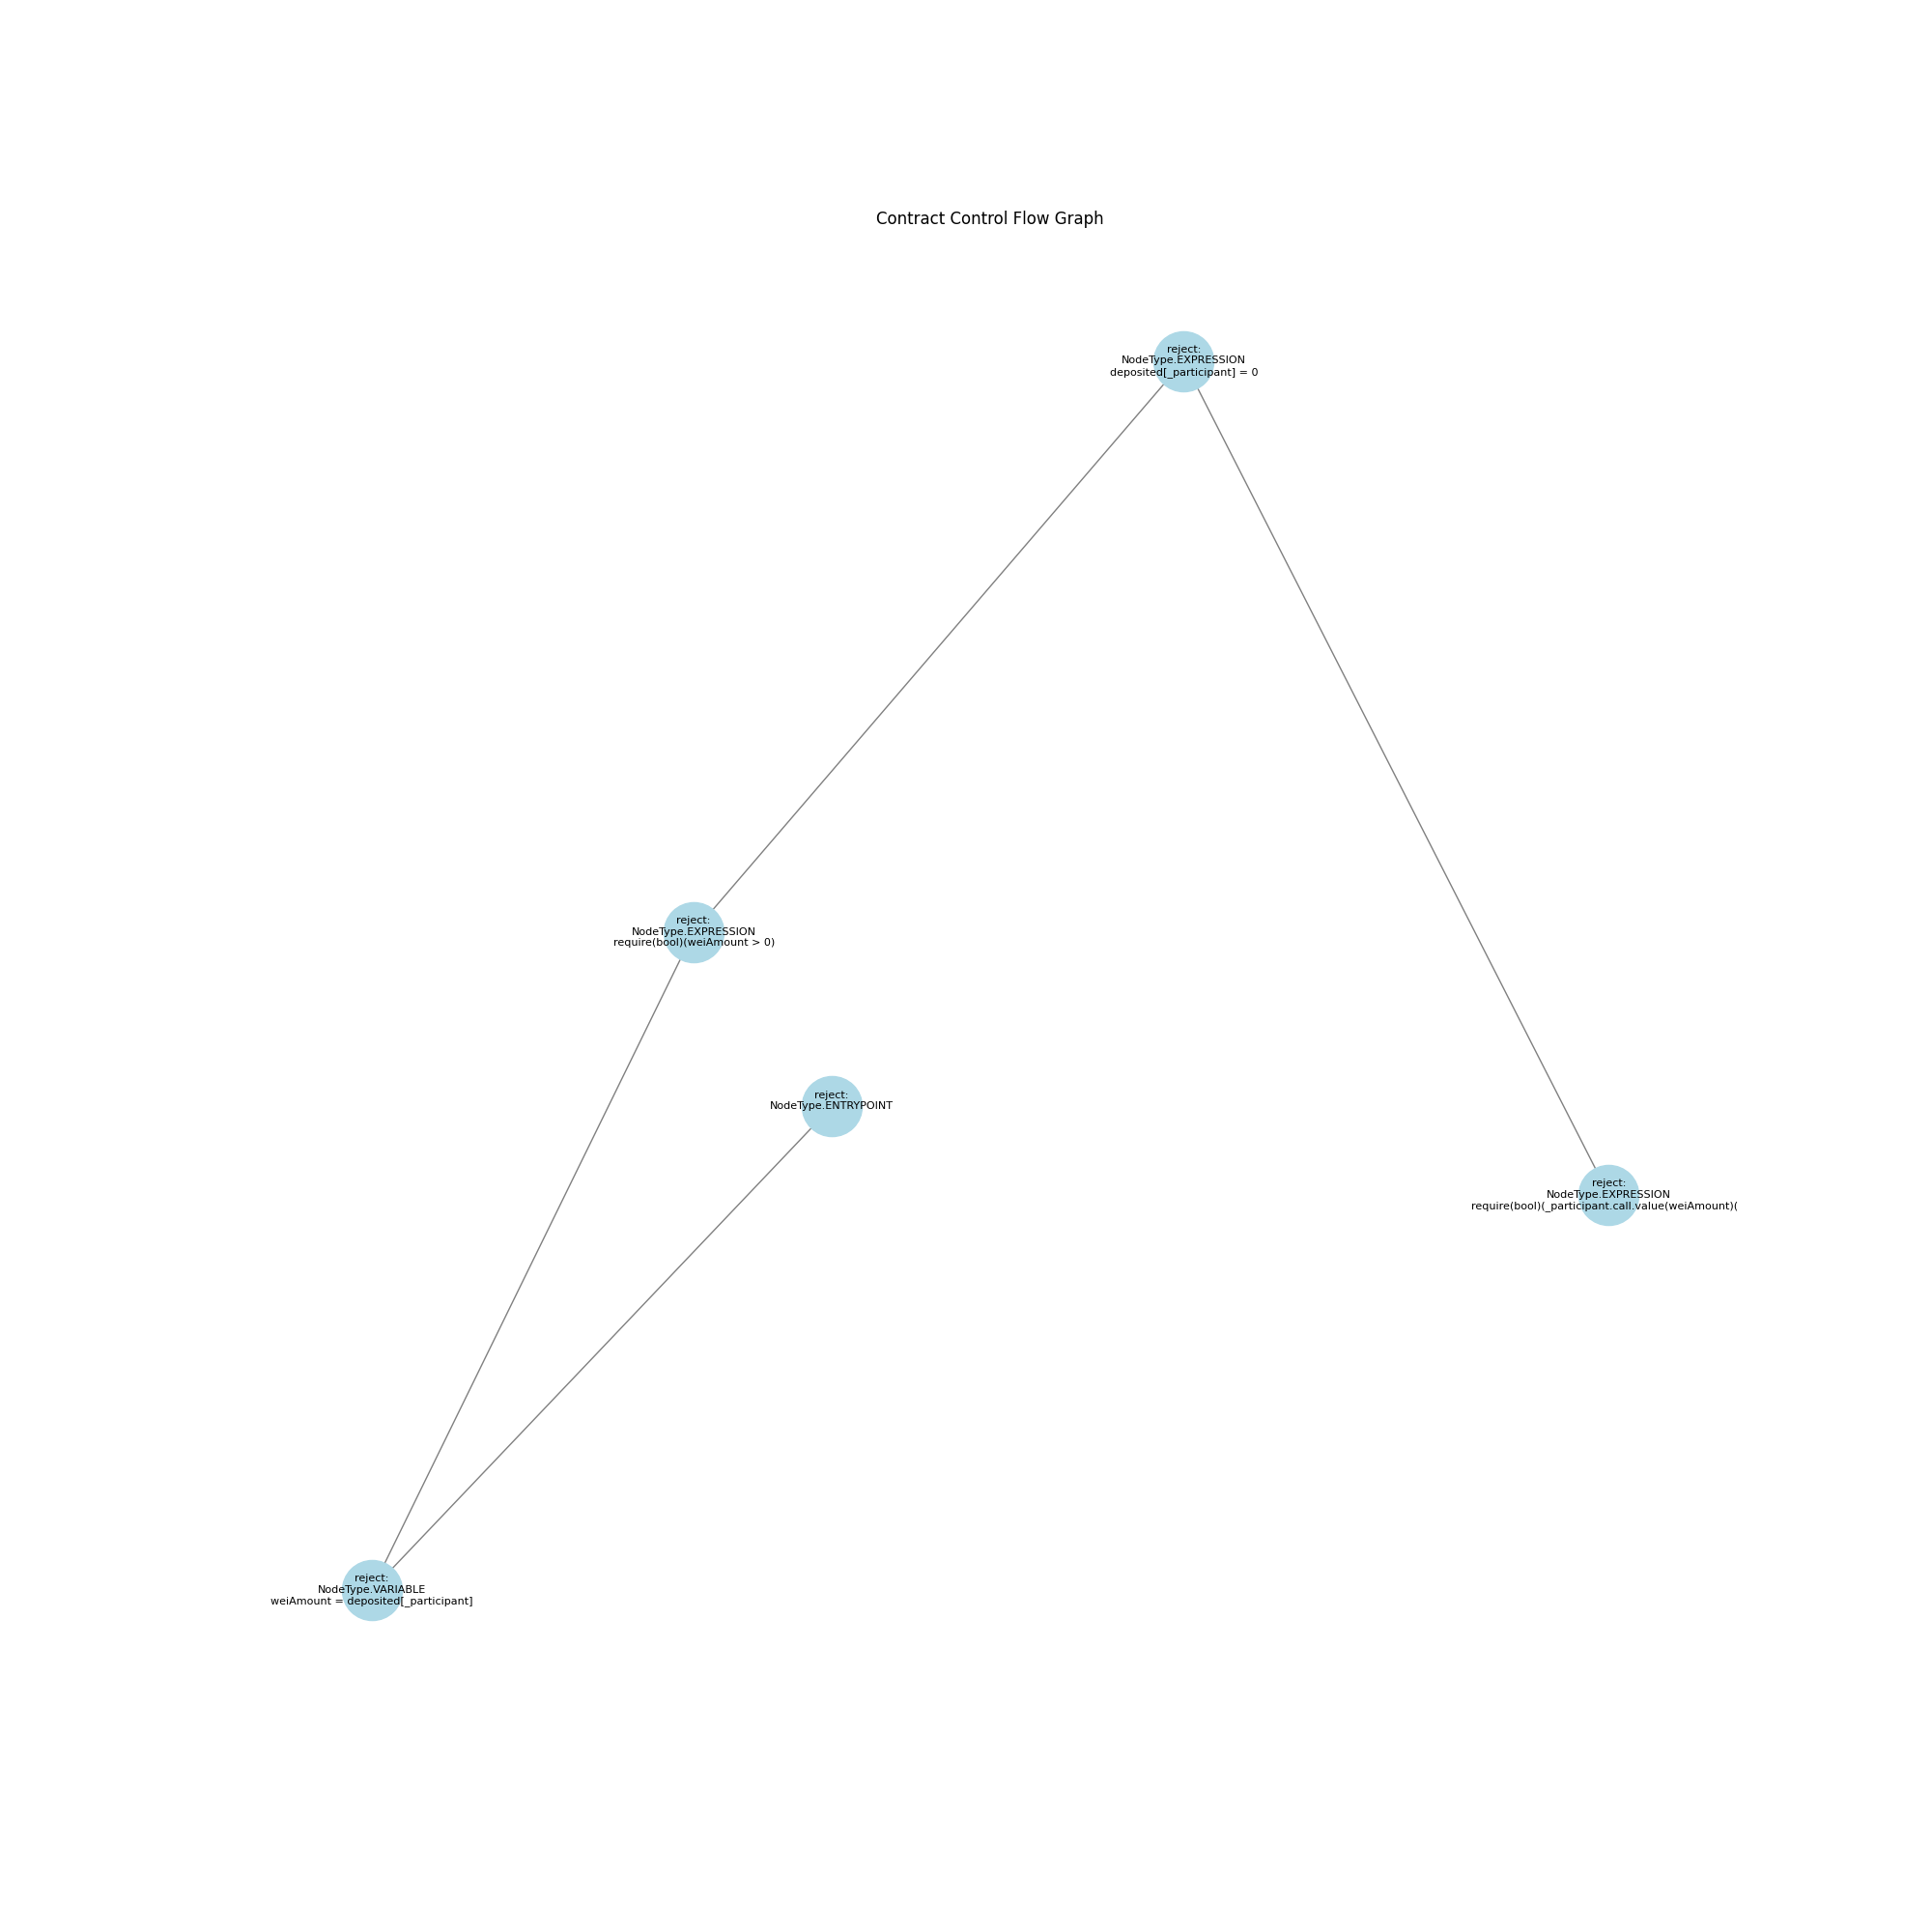 Contract Control Flow Graph
reject:
NodeType.EXPRESSION
deposited[_participant] = 0
reject:
NodeType.EXPRESSION
require(bool)(weiAmount > 0)
reject:
NodeType.ENTRYPOINT
reject:
NodeType.EXPRESSION
require(bool)(_participant.call.value(weiAmount)(
reject:
NodeType.VARIABLE
weiAmount = deposited[_participant]